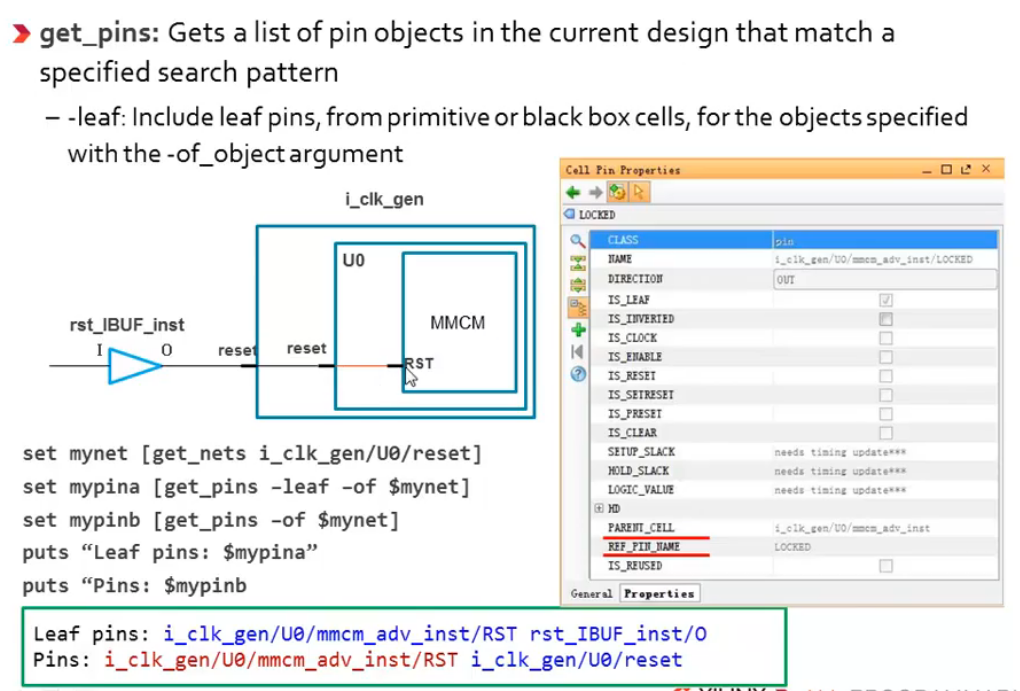 get_pins: Gets a list of pin objects in the current design that match a
specified search pattern
– -leaf: Include leaf pins, from primitive or black box cells, for the objects specified
with the -of_object argument
i_clk_gen
U0
MMCM
rst_IBUF_inst
I
O
reset
reset
RST
Cell Pin Properties
LOCKED
CLASS pin
NAME i_clk_gen/U0/mmcm_adv_inst/LOCKED
DIRECTION OUT
IS_LEAF
IS_INVERTED
IS_CLOCK
IS_ENABLE
IS_RESET
IS_SETRESET
IS_PRESET
IS_CLEAR
SETUP_SLACK needs timing update***
HOLD_SLACK needs timing update***
LOGIC_VALUE needs timing update***
HD
PARENT_CELL i_clk_gen/U0/mmcm_adv_inst
REF_PIN_NAME LOCKED
IS_REUSED
General Properties
set mynet [get_nets i_clk_gen/U0/reset]
set mypina [get_pins –leaf –of $mynet]
set mypinb [get_pins –of $mynet]
puts “Leaf pins: $mypina”
puts “Pins: $mypinb
Leaf pins: i_clk_gen/U0/mmcm_adv_inst/RST rst_IBUF_inst/O
Pins: i_clk_gen/U0/mmcm_adv_inst/RST i_clk_gen/U0/reset